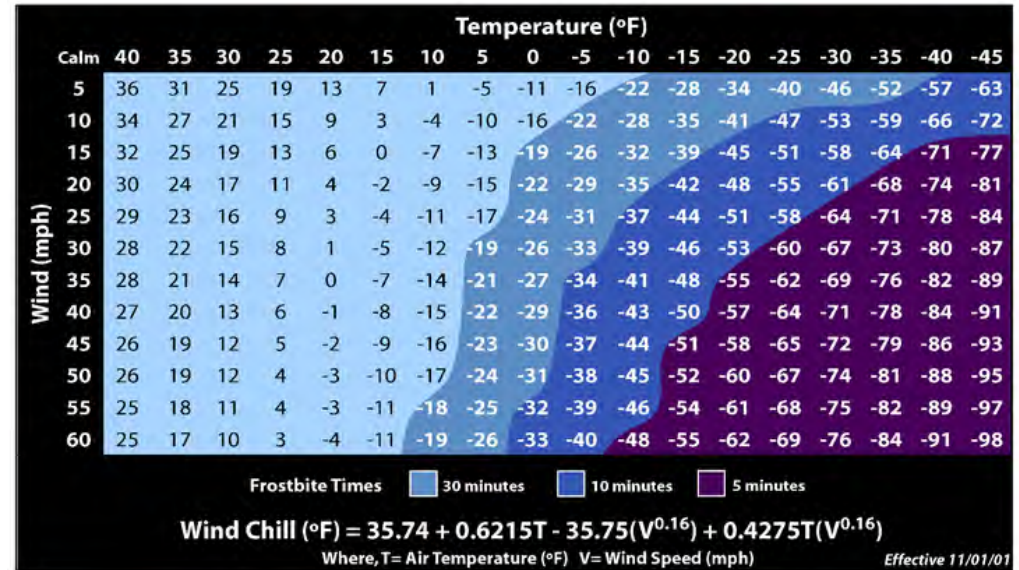 Temperature (ºF)
Calm 40 35 30 25 20 15 10 5 0 -5 -10 -15 -20 -25 -30 -35 -40 -45
5 36 31 25 19 13 7 1 -5 -11 -16 -22 -28 -34 -40 -46 -52 -57 -63
10 34 27 21 15 9 3 -4 -10 -16 -22 -28 -35 -41 -47 -53 -59 -66 -72
15 32 25 19 13 6 0 -7 -13 -19 -26 -32 -39 -45 -51 -58 -64 -71 -77
20 30 24 17 11 4 -2 -9 -15 -22 -29 -35 -42 -48 -55 -61 -68 -74 -81
25 29 23 16 9 3 -4 -11 -17 -24 -31 -37 -44 -51 -58 -64 -71 -78 -84
30 28 22 15 8 1 -5 -12 -19 -26 -33 -39 -46 -53 -60 -67 -73 -80 -87
35 28 21 14 7 0 -7 -14 -21 -27 -34 -41 -48 -55 -62 -69 -76 -82 -89
40 27 20 13 6 -1 -8 -15 -22 -29 -36 -43 -50 -57 -64 -71 -78 -84 -91
45 26 19 12 5 -2 -9 -16 -23 -30 -37 -44 -51 -58 -65 -72 -79 -86 -93
50 26 19 12 4 -3 -10 -17 -24 -31 -38 -45 -52 -60 -67 -74 -81 -88 -95
55 25 18 11 4 -3 -11 -18 -25 -32 -39 -46 -54 -61 -68 -75 -82 -89 -97
60 25 17 10 3 -4 -11 -19 -26 -33 -40 -48 -55 -62 -69 -76 -84 -91 -98
Wind (mph)
Frostbite Times 30 minutes 10 minutes 5 minutes
Wind Chill (ºF) = 35.74 + 0.6215T - 35.75(V^0.16) + 0.4275T(V^0.16)
Where, T= Air Temperature (ºF) V= Wind Speed (mph) Effective 11/01/01